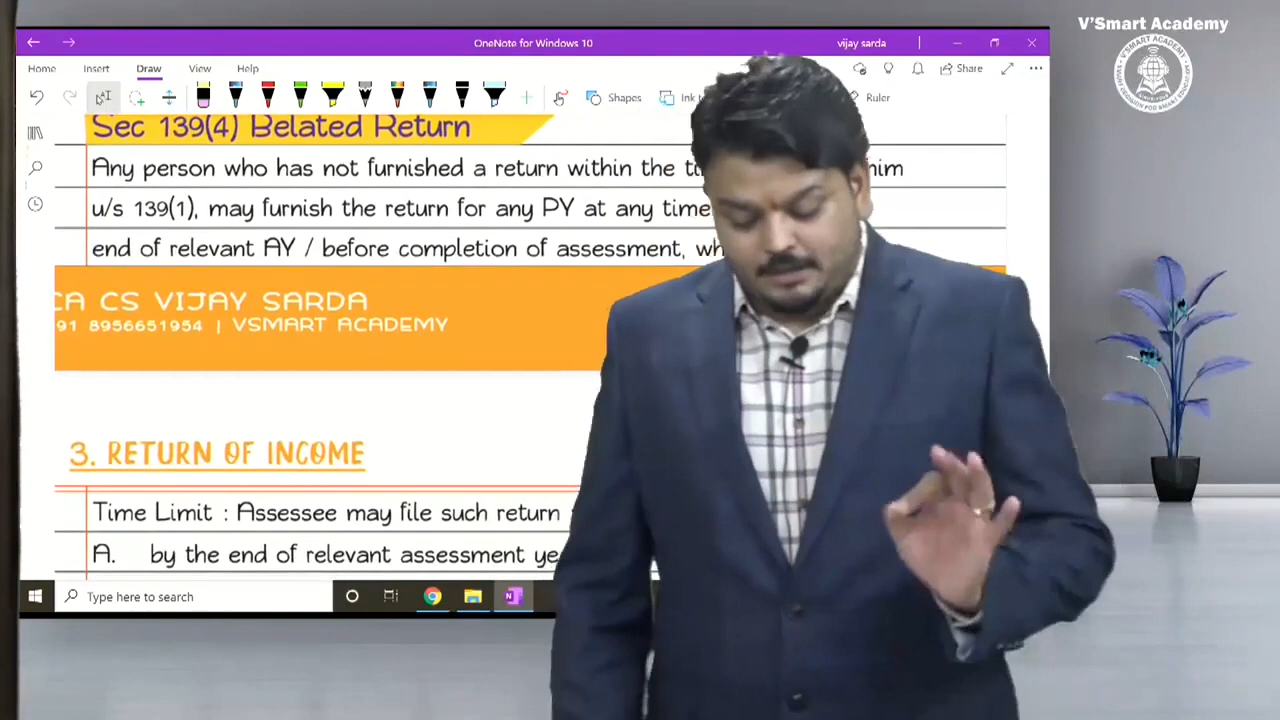 V'Smart Academy
OneNote for Windows 10
vijay sarda
Home Insert Draw View Help
Share
Shapes
Ink
Ruler
Sec 139(4) Belated Return
Any person who has not furnished a return within the him
u/s 139(1), may furnish the return for any PY at any time
end of relevant AY / before completion of assessment,
CA CS VIJAY SARDA
91 8956651954 | VSMART ACADEMY
3. RETURN OF INCOME
Time Limit : Assessee may file such return
A. by the end of relevant assessment
Type here to search